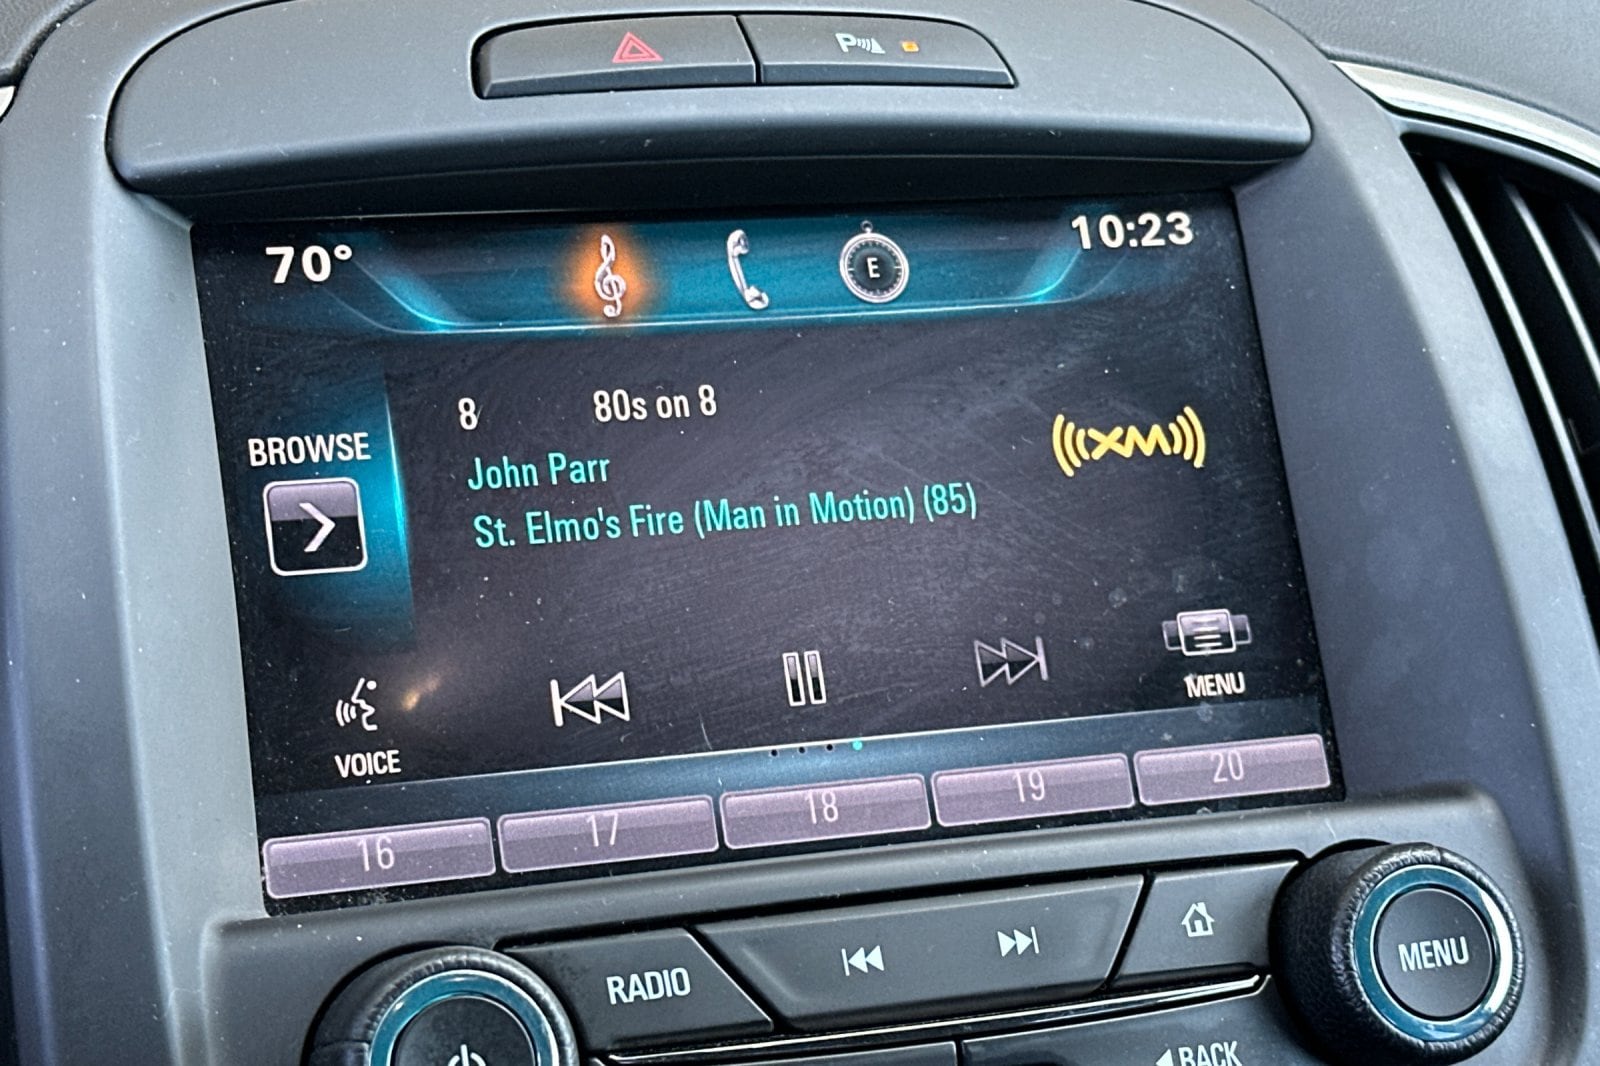 P
70°
E
10:23
8 80s on 8
BROWSE
John Parr
St. Elmo's Fire (Man in Motion) (85)
XM
VOICE
MENU
16 17 18 19 20
RADIO
MENU
BACK